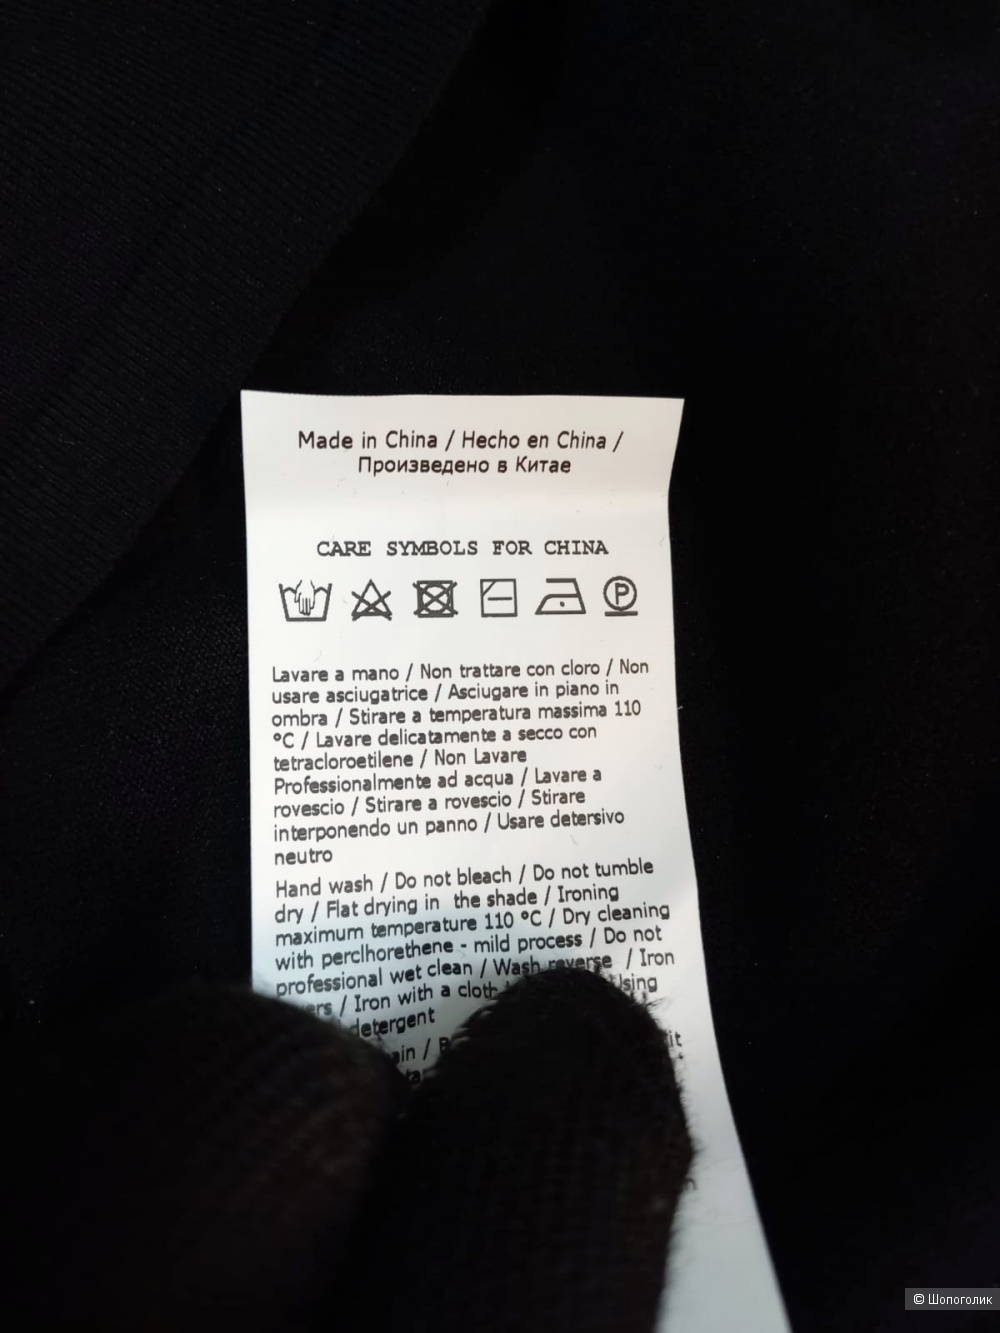 Made in China / Hecho en China /
Произведено в Китае
CARE SYMBOLS FOR CHINA
P
Lavare a mano / Non trattare con cloro / Non
usare asciugatrice / Asciugare in piano in
ombra / Stirare a temperatura massima 110
°C / Lavare delicatamente a secco con
tetracloroetilene / Non Lavare
Professionalmente ad acqua / Lavare a
rovescio / Stirare a rovescio / Stirare
interponendo un panno / Usare detersivo
neutro
Hand wash / Do not bleach / Do not tumble
dry / Flat drying in the shade / Ironing
maximum temperature 110 °C / Dry cleaning
with perclhorethene - mild process / Do not
professional wet clean / Wash reverse / Iron
/ Iron with a cloth
detergent
© Шопоголик